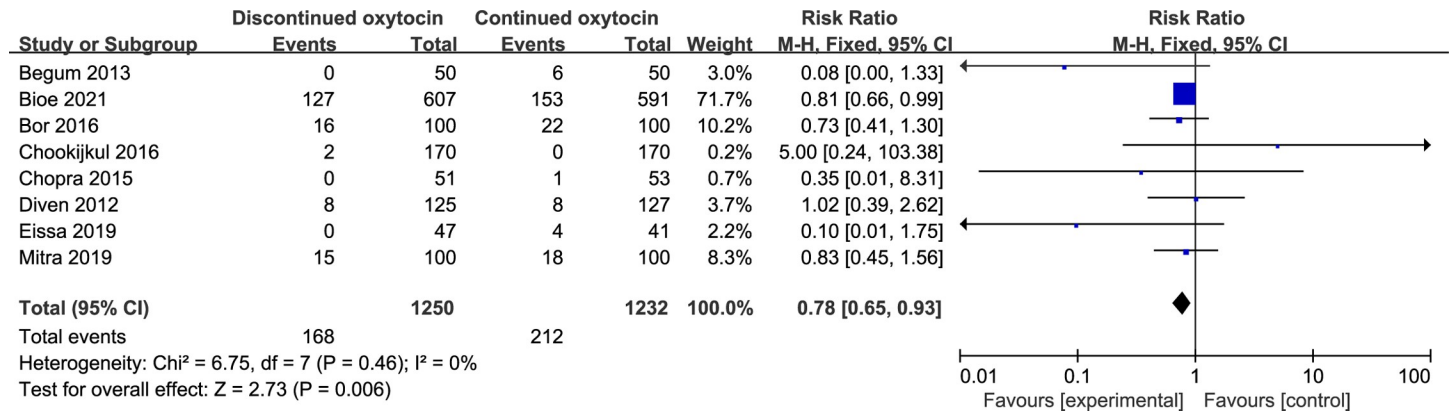 Discontinued oxytocin Continued oxytocin Risk Ratio Risk Ratio
Study or Subgroup Events Total Events Total Weight M-H, Fixed, 95% CI M-H, Fixed, 95% CI
Begum 2013 0 50 6 50 3.0% 0.08 [0.00, 1.33]
Bioe 2021 127 607 153 591 71.7% 0.81 [0.66, 0.99]
Bor 2016 16 100 22 100 10.2% 0.73 [0.41, 1.30]
Chookijkul 2016 2 170 0 170 0.2% 5.00 [0.24, 103.38]
Chopra 2015 0 51 1 53 0.7% 0.35 [0.01, 8.31]
Diven 2012 8 125 8 127 3.7% 1.02 [0.39, 2.62]
Eissa 2019 0 47 4 41 2.2% 0.10 [0.01, 1.75]
Mitra 2019 15 100 18 100 8.3% 0.83 [0.45, 1.56]
Total (95% CI) 1250 1232 100.0% 0.78 [0.65, 0.93]
Total events 168 212
Heterogeneity: Chi² = 6.75, df = 7 (P = 0.46); I² = 0%
Test for overall effect: Z = 2.73 (P = 0.006)
0.01 0.1 1 10 100
Favours [experimental] Favours [control]